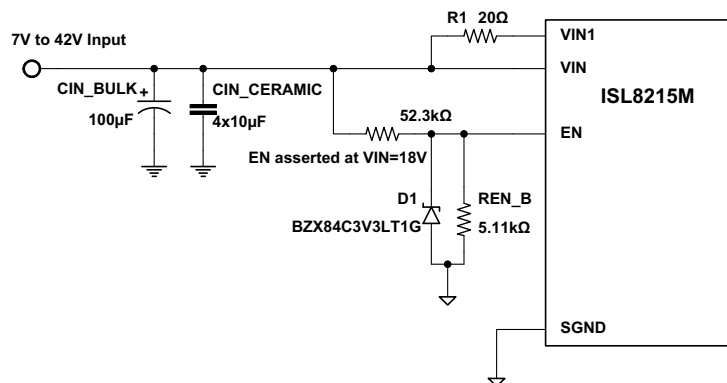 R1 20Ω
VIN1
7V to 42V Input
VIN
ISL8215M
CIN_BULK
+
CIN_CERAMIC
100µF
4x10µF
52.3kΩ
EN
EN asserted at VIN=18V
D1
REN_B
BZX84C3V3LT1G
5.11kΩ
SGND